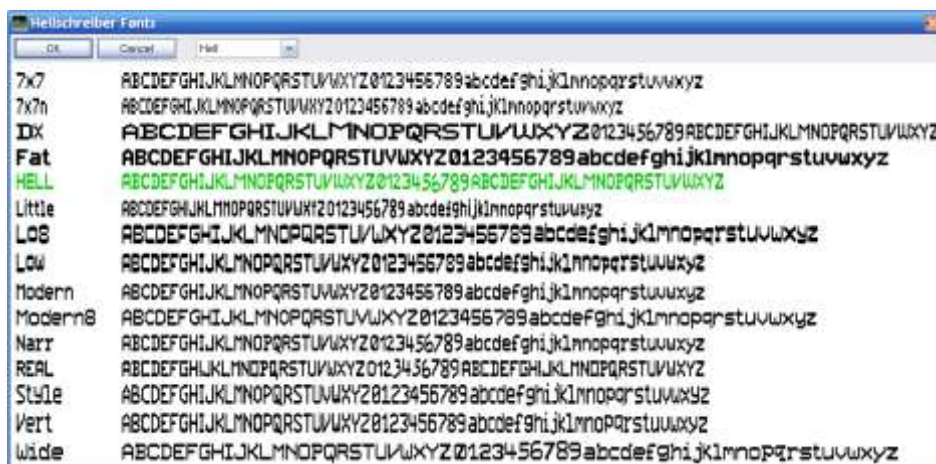 Hellschreiber Fonts
OK Cancel Hell
7x7 ABCDEFGHIJKLMNOPQRSTUVWXYZ0123456789abcdefghijklmnopqrstuvwxyz
7x7n ABCDEFGHIJKLMNOPQRSTUVWXYZ0123456789abcdefghijklmnopqrstuvwxyz
DX ABCDEFGHIJKLMNOPQRSTUVWXYZ0123456789ABCDEFGHIJKLMNOPQRSTUVWXYZ
Fat ABCDEFGHIJKLMNOPQRSTUVWXYZ0123456789abcdefghijklmnopqrstuvwxyz
HELL ABCDEFGHIJKLMNOPQRSTUVWXYZ0123456789ABCDEFGHIJKLMNOPQRSTUVWXYZ
Little ABCDEFGHIJKLMNOPQRSTUVWXYZ0123456789abcdefghijklmnopqrstuvwxyz
Lo8 ABCDEFGHIJKLMNOPQRSTUVWXYZ0123456789abcdefghijklmnopqrstuvwxyz
Low ABCDEFGHIJKLMNOPQRSTUVWXYZ0123456789abcdefghijklmnopqrstuvwxyz
Modern ABCDEFGHIJKLMNOPQRSTUVWXYZ0123456789abcdefghijklmnopqrstuvwxyz
Modern8 ABCDEFGHIJKLMNOPQRSTUVWXYZ0123456789abcdefghijklmnopqrstuvwxyz
Narr ABCDEFGHIJKLMNOPQRSTUVWXYZ0123456789abcdefghijklmnopqrstuvwxyz
REAL ABCDEFGHIJKLMNOPQRSTUVWXYZ0123456789ABCDEFGHIJKLMNOPQRSTUVWXYZ
Style ABCDEFGHIJKLMNOPQRSTUVWXYZ0123456789abcdefghijklmnopqrstuvwxyz
Vert ABCDEFGHIJKLMNOPQRSTUVWXYZ0123456789abcdefghijklmnopqrstuvwxyz
Wide ABCDEFGHIJKLMNOPQRSTUVWXYZ0123456789abcdefghijklmnopqrstuvwxyz